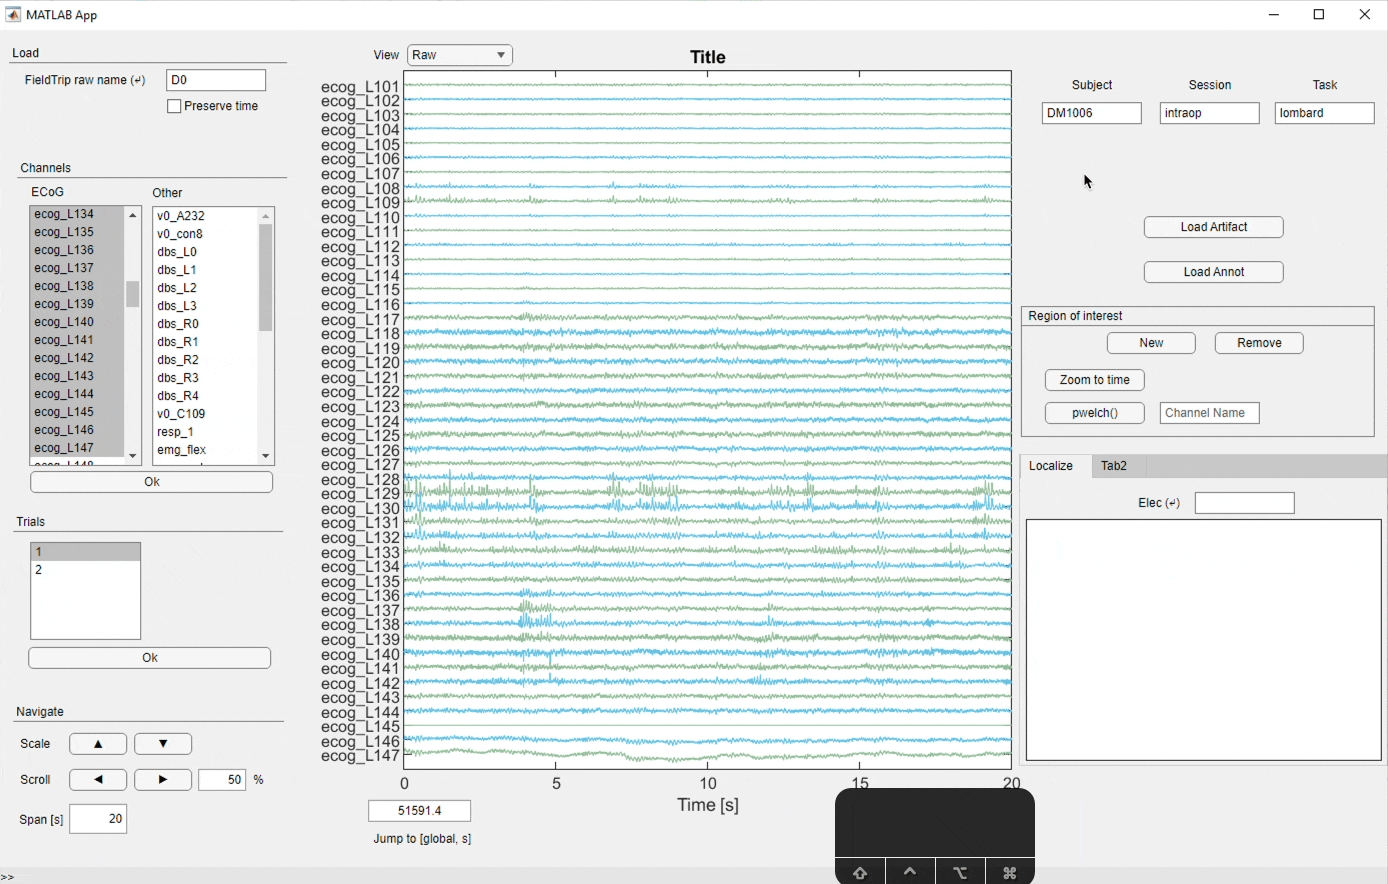 MATLAB App
Load
FieldTrip raw name (↵)
D0
Preserve time
Channels
ECoG
Other
ecog_L134
ecog_L135
ecog_L136
ecog_L137
ecog_L138
ecog_L139
ecog_L140
ecog_L141
ecog_L142
ecog_L143
ecog_L144
ecog_L145
ecog_L146
ecog_L147
ecog_L148
v0_A232
v0_con8
dbs_L0
dbs_L1
dbs_L2
dbs_L3
dbs_R0
dbs_R1
dbs_R2
dbs_R3
dbs_R4
v0_C109
resp_1
emg_flex
Ok
Trials
1
2
Ok
Navigate
Scale ▲ ▼
Scroll ◄ ► 50 %
Span [s] 20
>>
View Raw
Title
ecog_L101
ecog_L102
ecog_L103
ecog_L104
ecog_L105
ecog_L106
ecog_L107
ecog_L108
ecog_L109
ecog_L110
ecog_L111
ecog_L112
ecog_L113
ecog_L114
ecog_L115
ecog_L116
ecog_L117
ecog_L118
ecog_L119
ecog_L120
ecog_L121
ecog_L122
ecog_L123
ecog_L124
ecog_L125
ecog_L126
ecog_L127
ecog_L128
ecog_L129
ecog_L130
ecog_L131
ecog_L132
ecog_L133
ecog_L134
ecog_L135
ecog_L136
ecog_L137
ecog_L138
ecog_L139
ecog_L140
ecog_L141
ecog_L142
ecog_L143
ecog_L144
ecog_L145
ecog_L146
ecog_L147
0 5 10 15 20
Time [s]
51591.4
Jump to [global, s]
Subject Session Task
DM1006 intraop lombard
Load Artifact
Load Annot
Region of interest
New Remove
Zoom to time
pwelch() Channel Name
Localize Tab2
Elec (↵)
⇧ ⌃ ⌥ ⌘